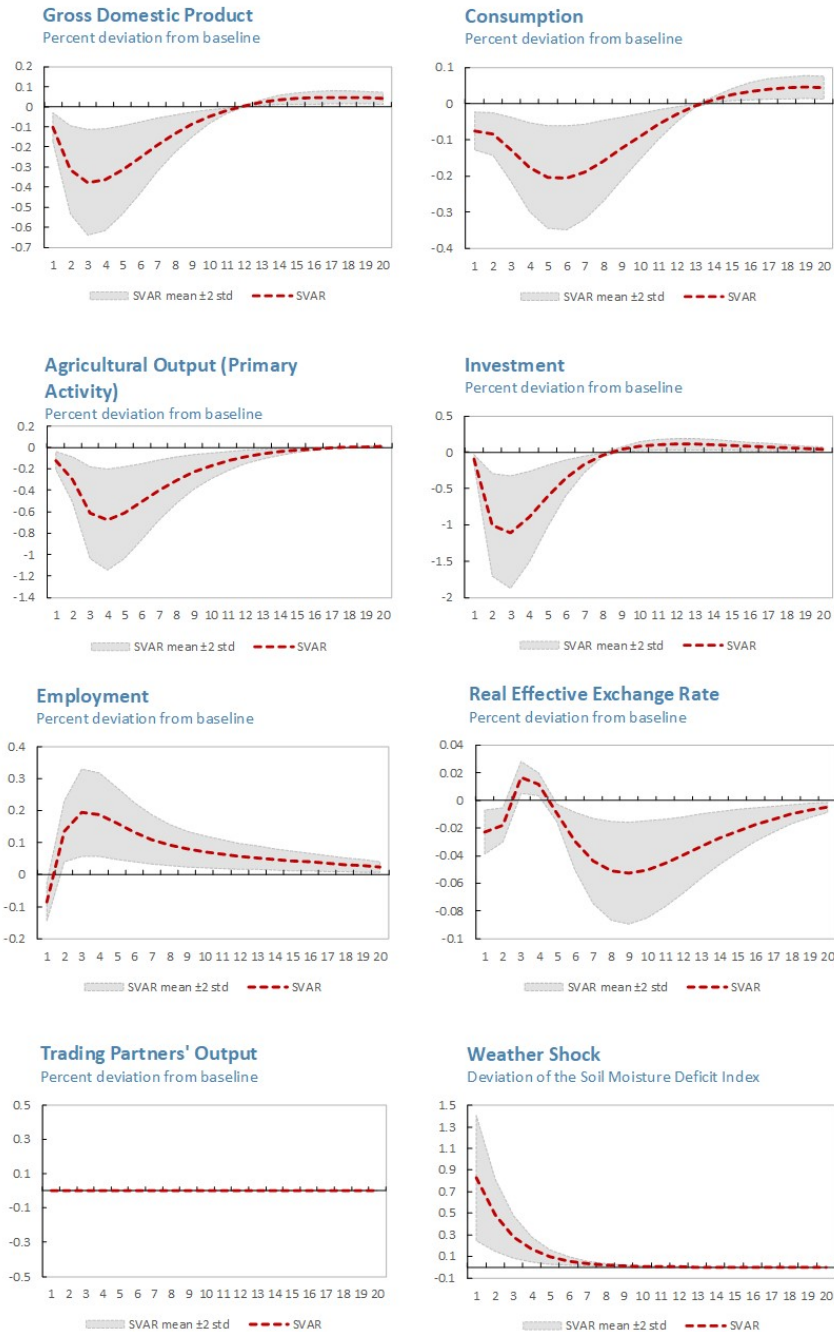 Gross Domestic Product
Percent deviation from baseline
0.2
0.1
0
-0.1
-0.2
-0.3
-0.4
-0.5
-0.6
-0.7
1 2 3 4 5 6 7 8 9 10 11 12 13 14 15 16 17 18 19 20
SVAR mean ±2 std SVAR
Consumption
Percent deviation from baseline
0.1
0
-0.1
-0.2
-0.3
-0.4
1 2 3 4 5 6 7 8 9 10 11 12 13 14 15 16 17 18 19 20
SVAR mean ±2 std SVAR
Agricultural Output (Primary
Activity)
Percent deviation from baseline
0.2
0
-0.2
-0.4
-0.6
-0.8
-1
-1.2
-1.4
1 2 3 4 5 6 7 8 9 10 11 12 13 14 15 16 17 18 19 20
SVAR mean ±2 std SVAR
Investment
Percent deviation from baseline
0.5
0
-0.5
-1
-1.5
-2
1 2 3 4 5 6 7 8 9 10 11 12 13 14 15 16 17 18 19 20
SVAR mean ±2 std SVAR
Employment
Percent deviation from baseline
0.4
0.3
0.2
0.1
0
-0.1
-0.2
1 2 3 4 5 6 7 8 9 10 11 12 13 14 15 16 17 18 19 20
SVAR mean ±2 std SVAR
Real Effective Exchange Rate
Percent deviation from baseline
0.04
0.02
0
-0.02
-0.04
-0.06
-0.08
-0.1
1 2 3 4 5 6 7 8 9 10 11 12 13 14 15 16 17 18 19 20
SVAR mean ±2 std SVAR
Trading Partners' Output
Percent deviation from baseline
0.5
0.3
0.1
-0.1
-0.3
-0.5
1 2 3 4 5 6 7 8 9 10 11 12 13 14 15 16 17 18 19 20
SVAR mean ±2 std SVAR
Weather Shock
Deviation of the Soil Moisture Deficit Index
1.5
1.3
1.1
0.9
0.7
0.5
0.3
0.1
-0.1
1 2 3 4 5 6 7 8 9 10 11 12 13 14 15 16 17 18 19 20
SVAR mean ±2 std SVAR